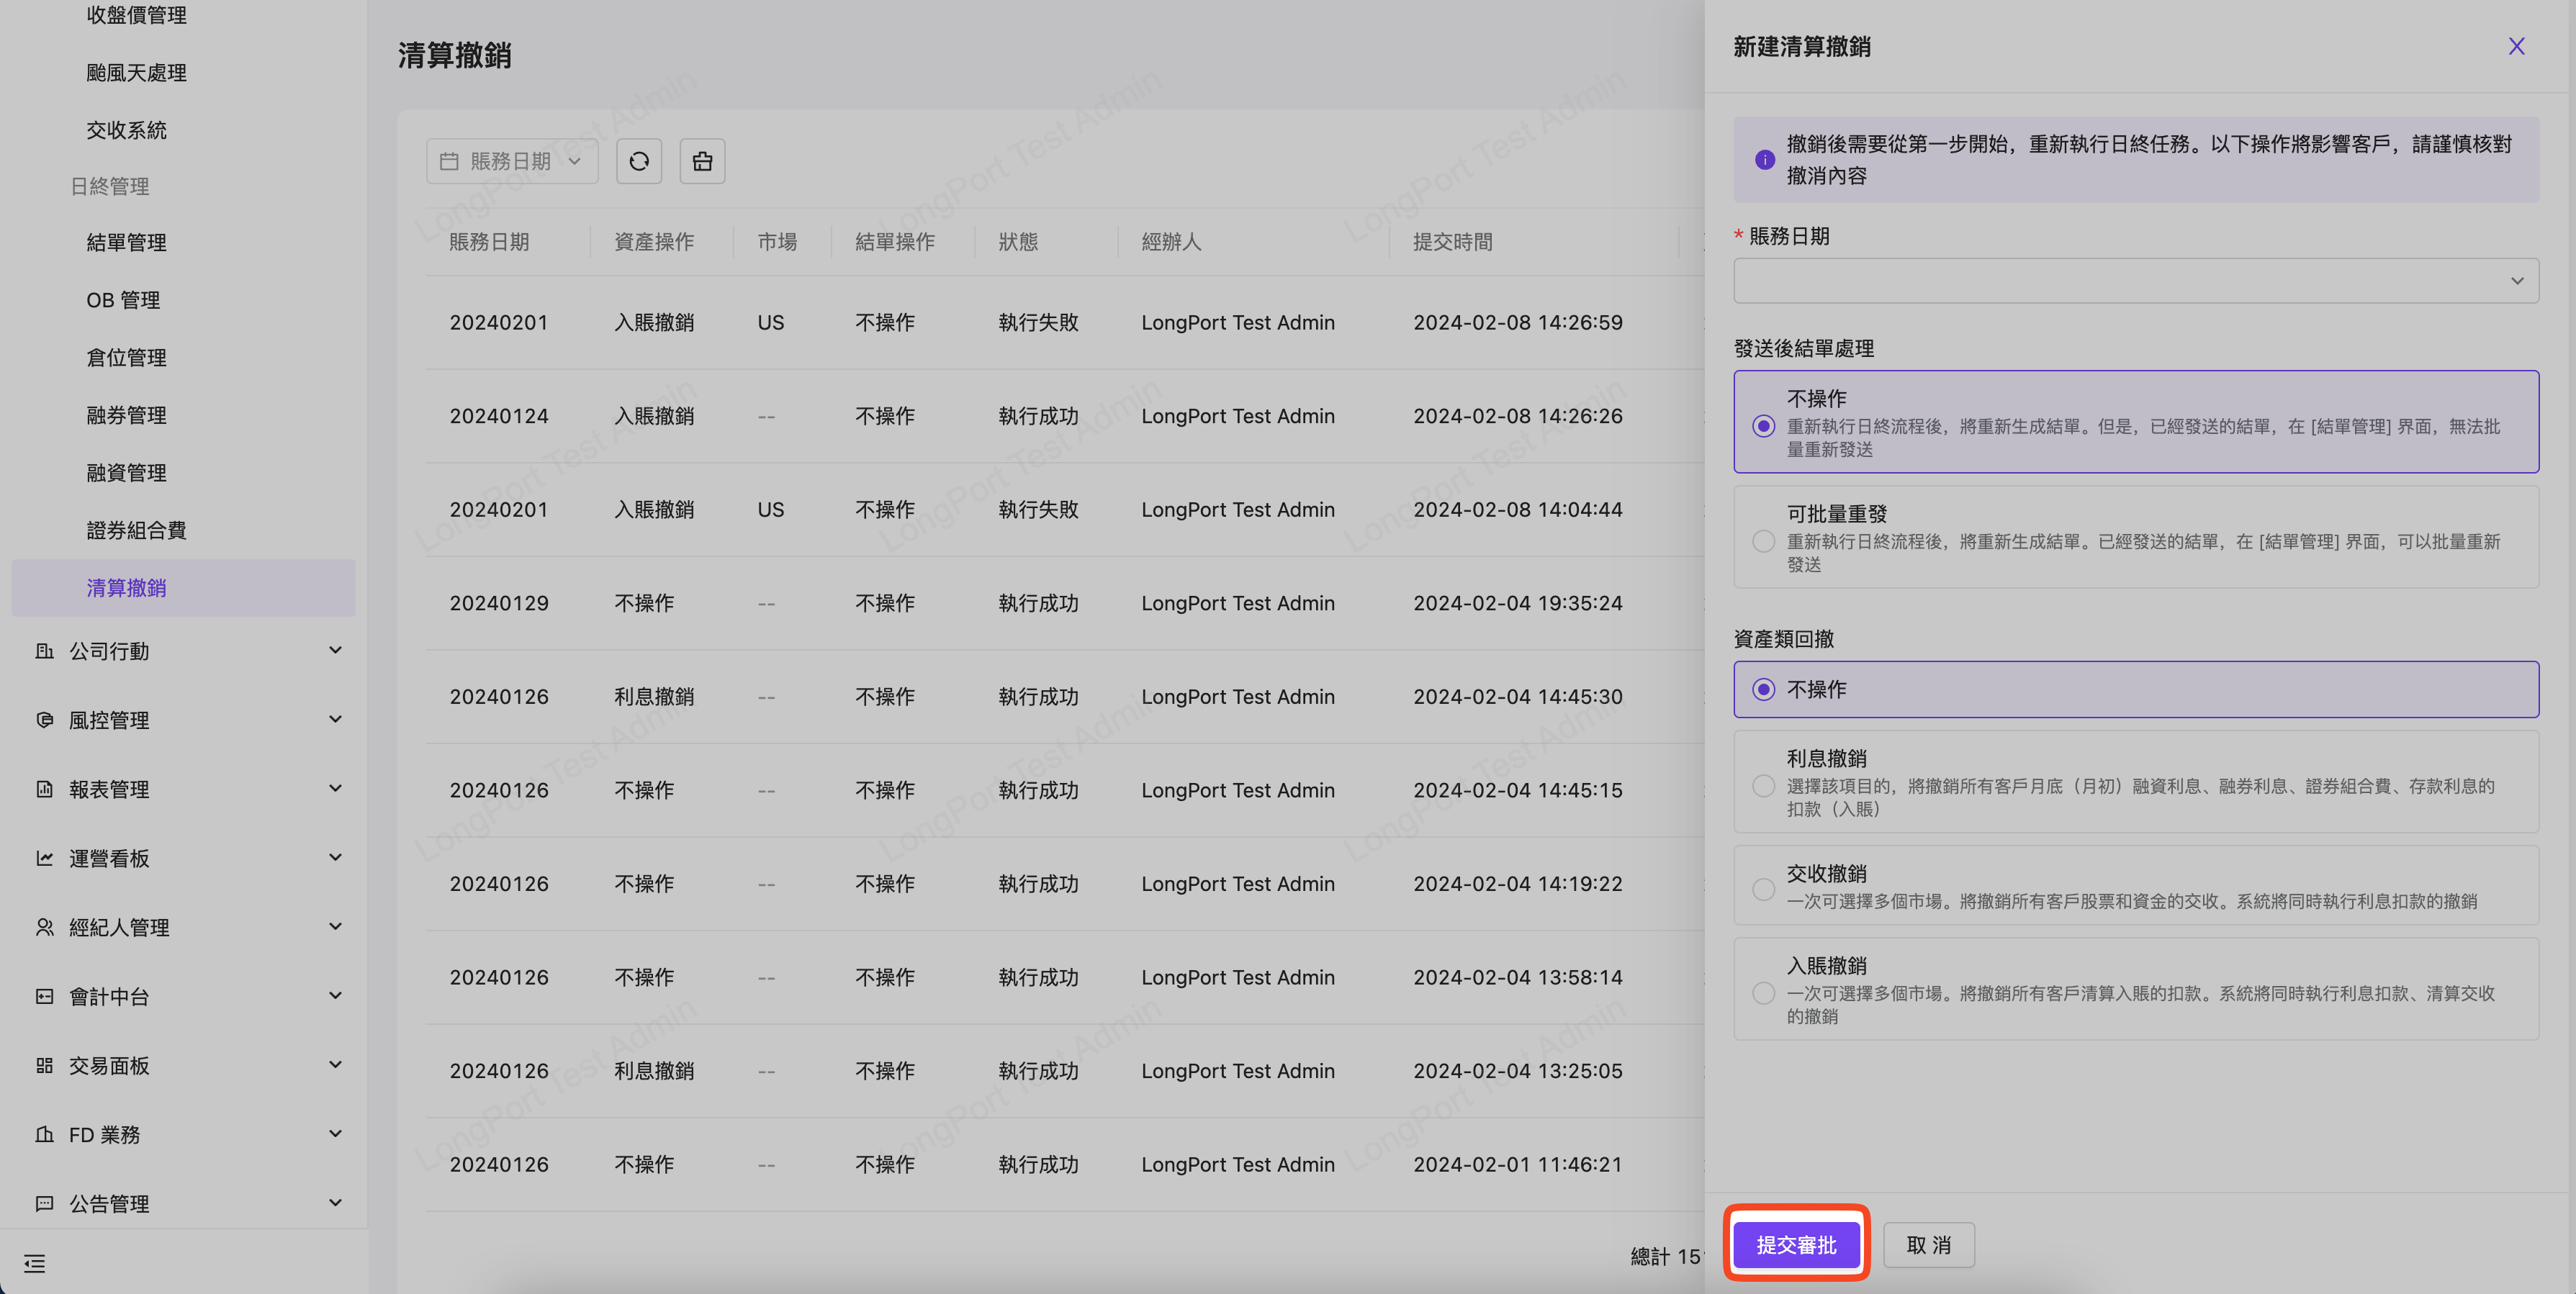 收盤價管理
颱風天處理
交收系統
日終管理
結單管理
OB 管理
倉位管理
融券管理
融資管理
證券組合費
清算撤銷
公司行動
風控管理
報表管理
運營看板
經紀人管理
會計中台
交易面板
FD 業務
公告管理
清算撤銷
賬務日期
賬務日期 資產操作 市場 結單操作 狀態 經辦人 提交時間
20240201 入賬撤銷 US 不操作 執行失敗 LongPort Test Admin 2024-02-08 14:26:59
20240124 入賬撤銷 -- 不操作 執行成功 LongPort Test Admin 2024-02-08 14:26:26
20240201 入賬撤銷 US 不操作 執行失敗 LongPort Test Admin 2024-02-08 14:04:44
20240129 不操作 -- 不操作 執行成功 LongPort Test Admin 2024-02-04 19:35:24
20240126 利息撤銷 -- 不操作 執行成功 LongPort Test Admin 2024-02-04 14:45:30
20240126 不操作 -- 不操作 執行成功 LongPort Test Admin 2024-02-04 14:45:15
20240126 不操作 -- 不操作 執行成功 LongPort Test Admin 2024-02-04 14:19:22
20240126 不操作 -- 不操作 執行成功 LongPort Test Admin 2024-02-04 13:58:14
20240126 利息撤銷 -- 不操作 執行成功 LongPort Test Admin 2024-02-04 13:25:05
20240126 不操作 -- 不操作 執行成功 LongPort Test Admin 2024-02-01 11:46:21
總計 15
新建清算撤銷
撤銷後需要從第一步開始，重新執行日終任務。以下操作將影響客戶，請謹慎核對
撤消內容
* 賬務日期
發送後結單處理
不操作
重新執行日終流程後，將重新生成結單。但是，已經發送的結單，在 [結單管理] 界面，無法批
量重新發送
可批量重發
重新執行日終流程後，將重新生成結單。已經發送的結單，在 [結單管理] 界面，可以批量重新
發送
資產類回撤
不操作
利息撤銷
選擇該項目的，將撤銷所有客戶月底（月初）融資利息、融券利息、證券組合費、存款利息的
扣款（入賬）
交收撤銷
一次可選擇多個市場。將撤銷所有客戶股票和資金的交收。系統將同時執行利息扣款的撤銷
入賬撤銷
一次可選擇多個市場。將撤銷所有客戶清算入賬的扣款。系統將同時執行利息扣款、清算交收
的撤銷
提交審批
取 消